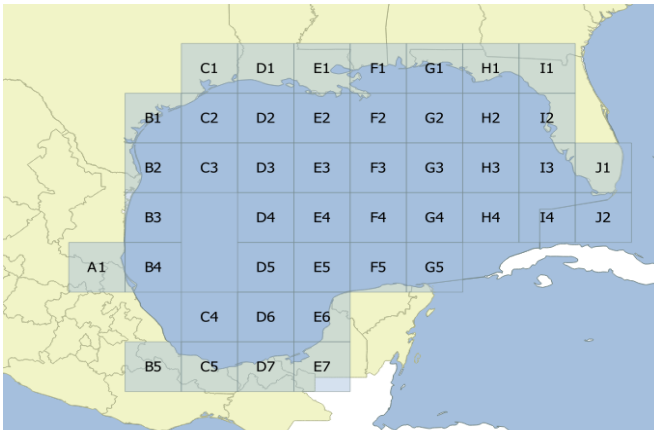 C1 D1 E1 F1 G1 H1 I1
B1 C2 D2 E2 F2 G2 H2 I2
B2 C3 D3 E3 F3 G3 H3 I3 J1
B3 D4 E4 F4 G4 H4 I4 J2
A1 B4 D5 E5 F5 G5
C4 D6 E6
B5 C5 D7 E7